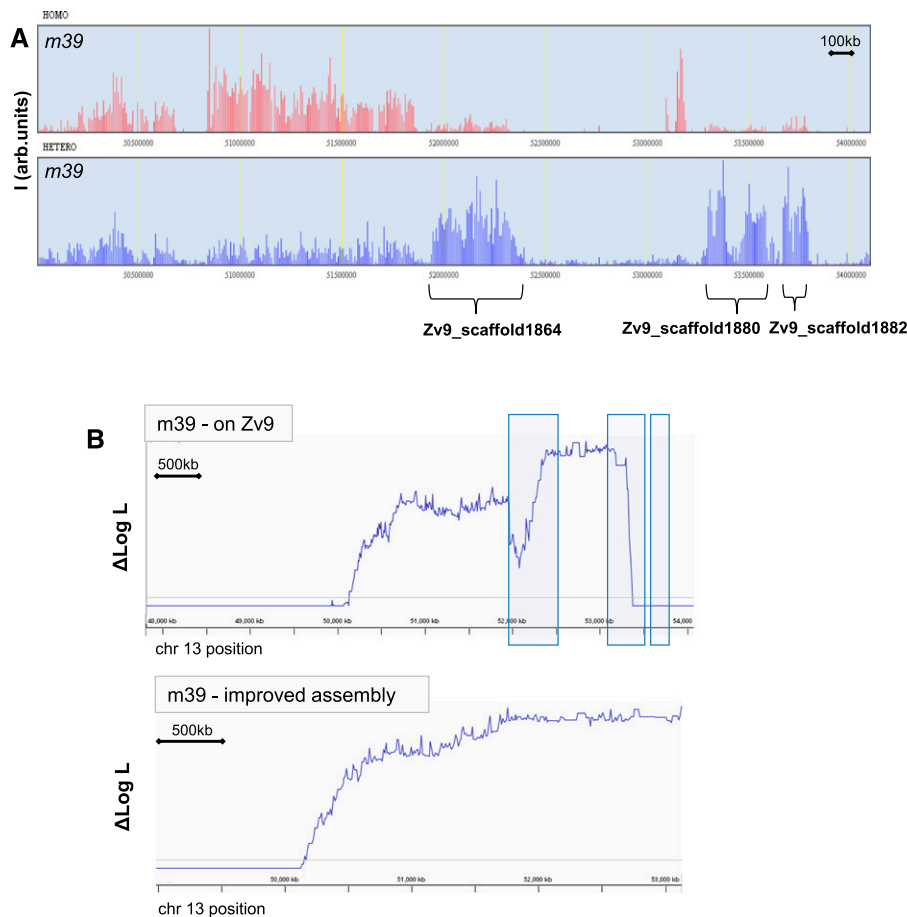 HOMO
A
m39
100kb
50500000 51000000 51500000 52000000 52500000 53000000 53500000 54000000
I (arb.units)
HETERO
m39
50500000 51000000 51500000 52000000 52500000 53000000 53500000 54000000
Zv9_scaffold1864 Zv9_scaffold1880 Zv9_scaffold1882
B
m39 - on Zv9
500kb
ΔLog L
48,000 kb 49,000 kb 50,000 kb 51,000 kb 52,000 kb 53,000 kb 54,000
chr 13 position
m39 - improved assembly
500kb
ΔLog L
50,000 kb 51,000 kb 52,000 kb 53,000 kb
chr 13 position